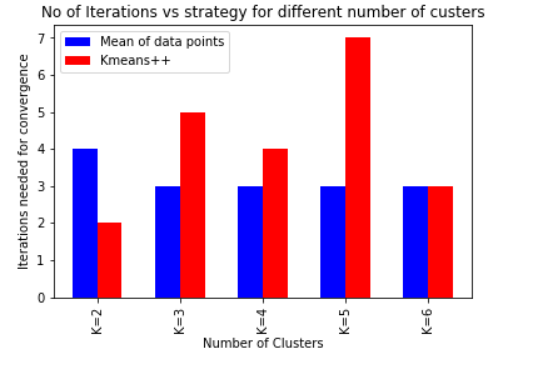 No of Iterations vs strategy for different number of custers
Mean of data points
Kmeans++
Iterations needed for convergence
7
6
5
4
3
2
1
0
K=2
K=3
K=4
K=5
K=6
Number of Clusters